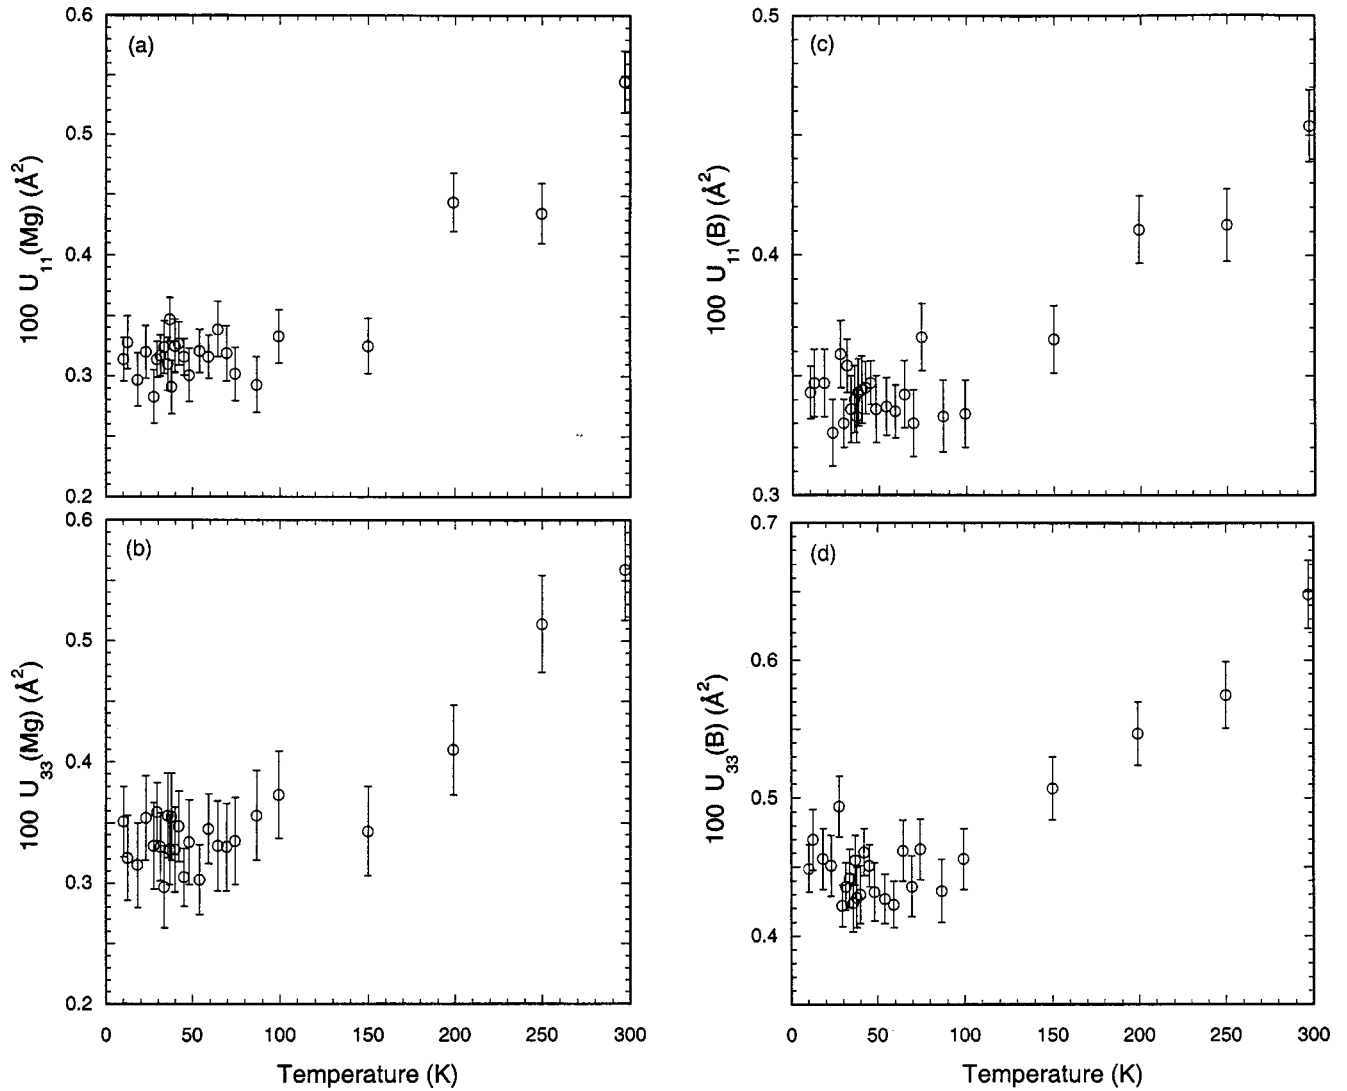 (a)
0.6
0.5
0.4
0.3
0.2
100 U11(Mg) (Å2)
(c)
0.5
0.4
0.3
100 U11(B) (Å2)
(b)
0.6
0.5
0.4
0.3
0.2
100 U33(Mg) (Å2)
0 50 100 150 200 250 300
Temperature (K)
(d)
0.7
0.6
0.5
0.4
100 U33(B) (Å2)
0 50 100 150 200 250 300
Temperature (K)